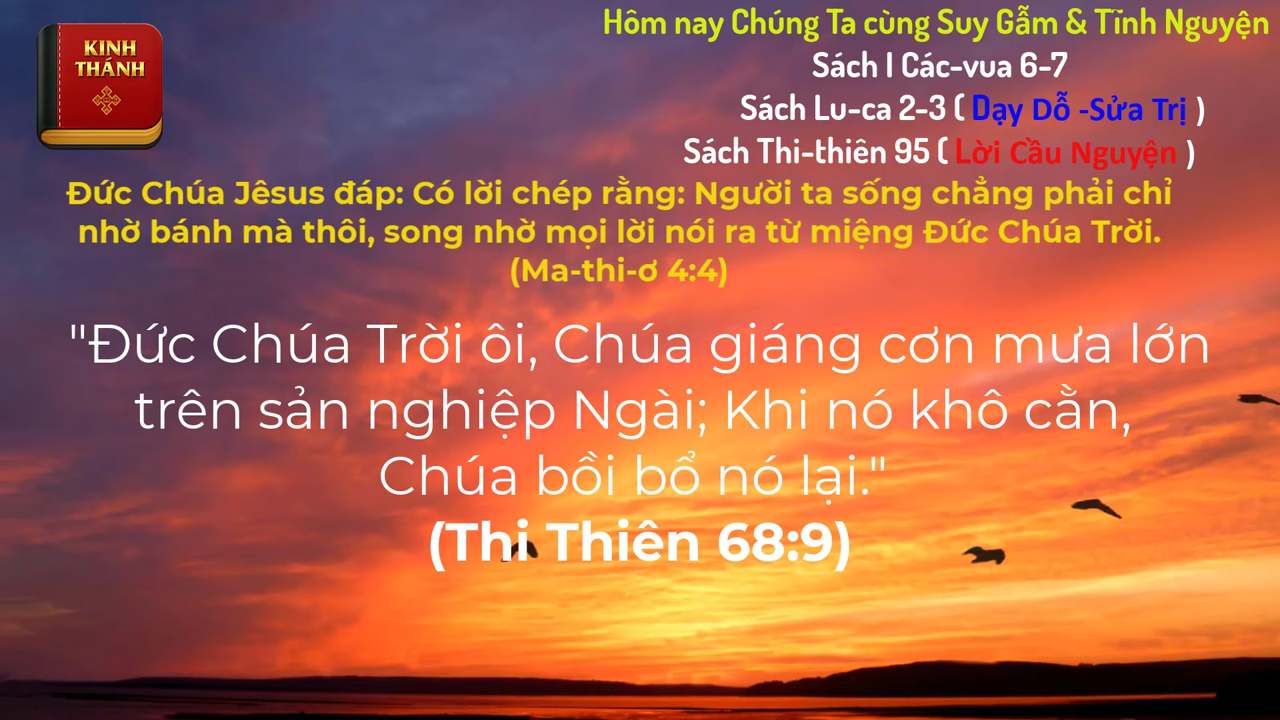 KINH
THÁNH
Hôm nay Chúng Ta cùng Suy Gẫm & Tĩnh Nguyện
Sách I Các-vua 6-7
Sách Lu-ca 2-3 ( Dạy Dỗ -Sửa Trị )
Sách Thi-thiên 95 ( Lời Cầu Nguyện )
Đức Chúa Jêsus đáp: Có lời chép rằng: Người ta sống chẳng phải chỉ
nhờ bánh mà thôi, song nhờ mọi lời nói ra từ miệng Đức Chúa Trời.
(Ma-thi-ơ 4:4)
"Đức Chúa Trời ôi, Chúa giáng cơn mưa lớn
trên sản nghiệp Ngài; Khi nó khô cằn,
Chúa bồi bổ nó lại."
(Thi Thiên 68:9)